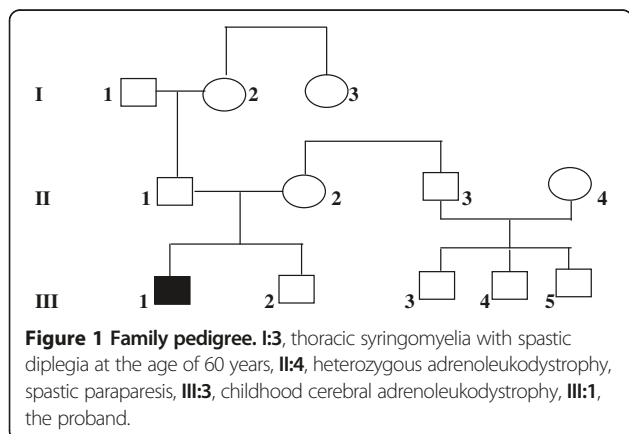 I 1 2 3
II 1 2 3 4
III 1 2 3 4 5
Figure 1 Family pedigree. I:3, thoracic syringomyelia with spastic
diplegia at the age of 60 years, II:4, heterozygous adrenoleukodystrophy,
spastic paraparesis, III:3, childhood cerebral adrenoleukodystrophy, III:1,
the proband.